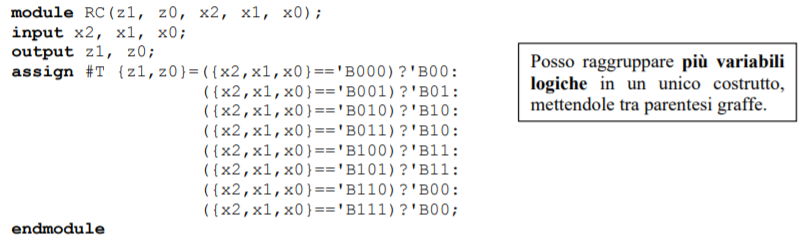 module RC(z1, z0, x2, x1, x0);
input x2, x1, x0;
output z1, z0;
assign #T {z1,z0}=({x2,x1,x0}=='B000)?'B00:
({x2,x1,x0}=='B001)?'B01:
({x2,x1,x0}=='B010)?'B10:
({x2,x1,x0}=='B011)?'B10:
({x2,x1,x0}=='B100)?'B11:
({x2,x1,x0}=='B101)?'B11:
({x2,x1,x0}=='B110)?'B00:
({x2,x1,x0}=='B111)?'B00;
endmodule
Posso raggruppare più variabili
logiche in un unico costrutto,
mettendole tra parentesi graffe.